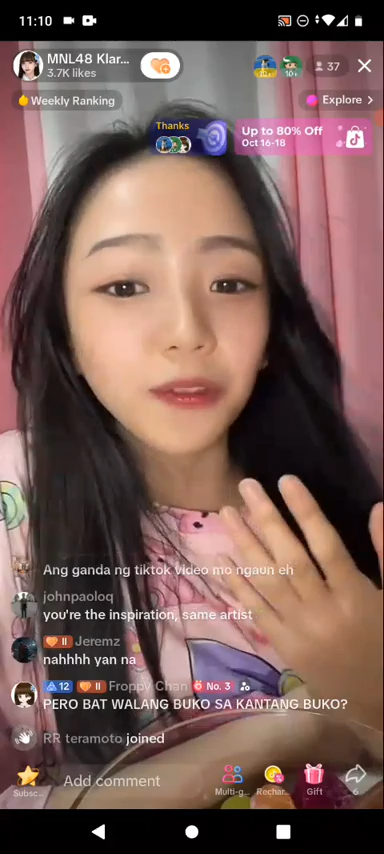 11:10
MNL48 Klar...
3.7K likes
37
Weekly Ranking
Explore >
Thanks
Up to 80% Off
Oct 16-18
Ang ganda ng tiktok video mo ngaun eh
johnpaoloq
you're the inspiration, same artist
II Jeremz
nahhhh yan na
12 II Froppy Chan No. 3
PERO BAT WALANG BUKO SA KANTANG BUKO?
RR teramoto joined
Add comment
Subsc... Multi-g... Rechar... Gift 6